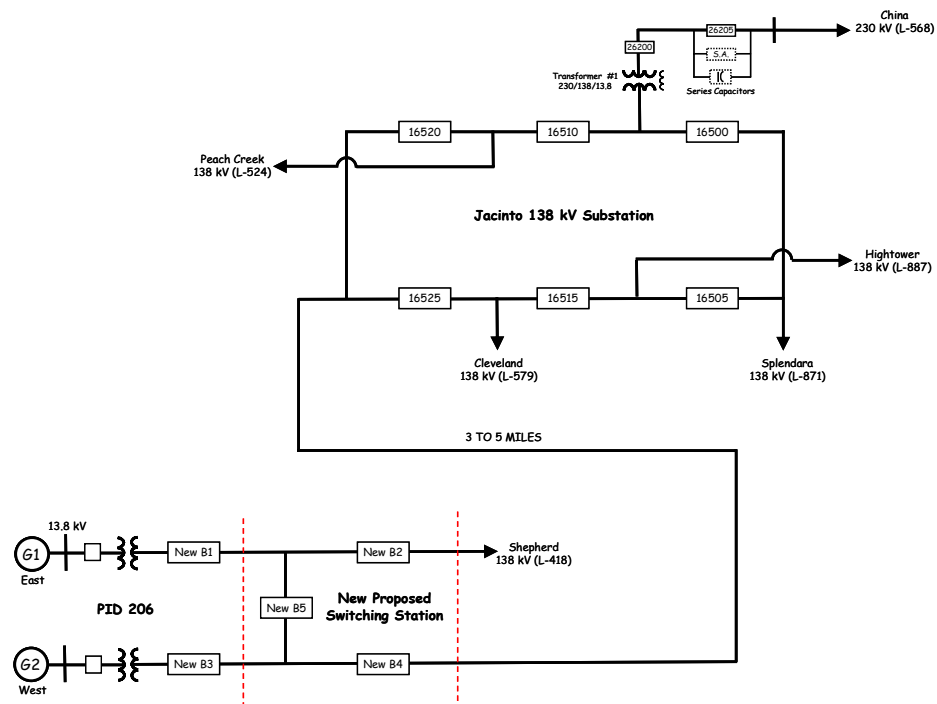 China
230 kV (L-568)
26205
26200
S.A.
Transformer #1
230/138/13.8
Series Capacitors
16520
16510
16500
Peach Creek
138 kV (L-524)
Jacinto 138 kV Substation
Hightower
138 kV (L-887)
16525
16515
16505
Cleveland
138 kV (L-579)
Splendara
138 kV (L-871)
3 TO 5 MILES
13.8 kV
G1
East
New B1
New B2
Shepherd
138 kV (L-418)
PID 206
New B5
New Proposed
Switching Station
G2
West
New B3
New B4